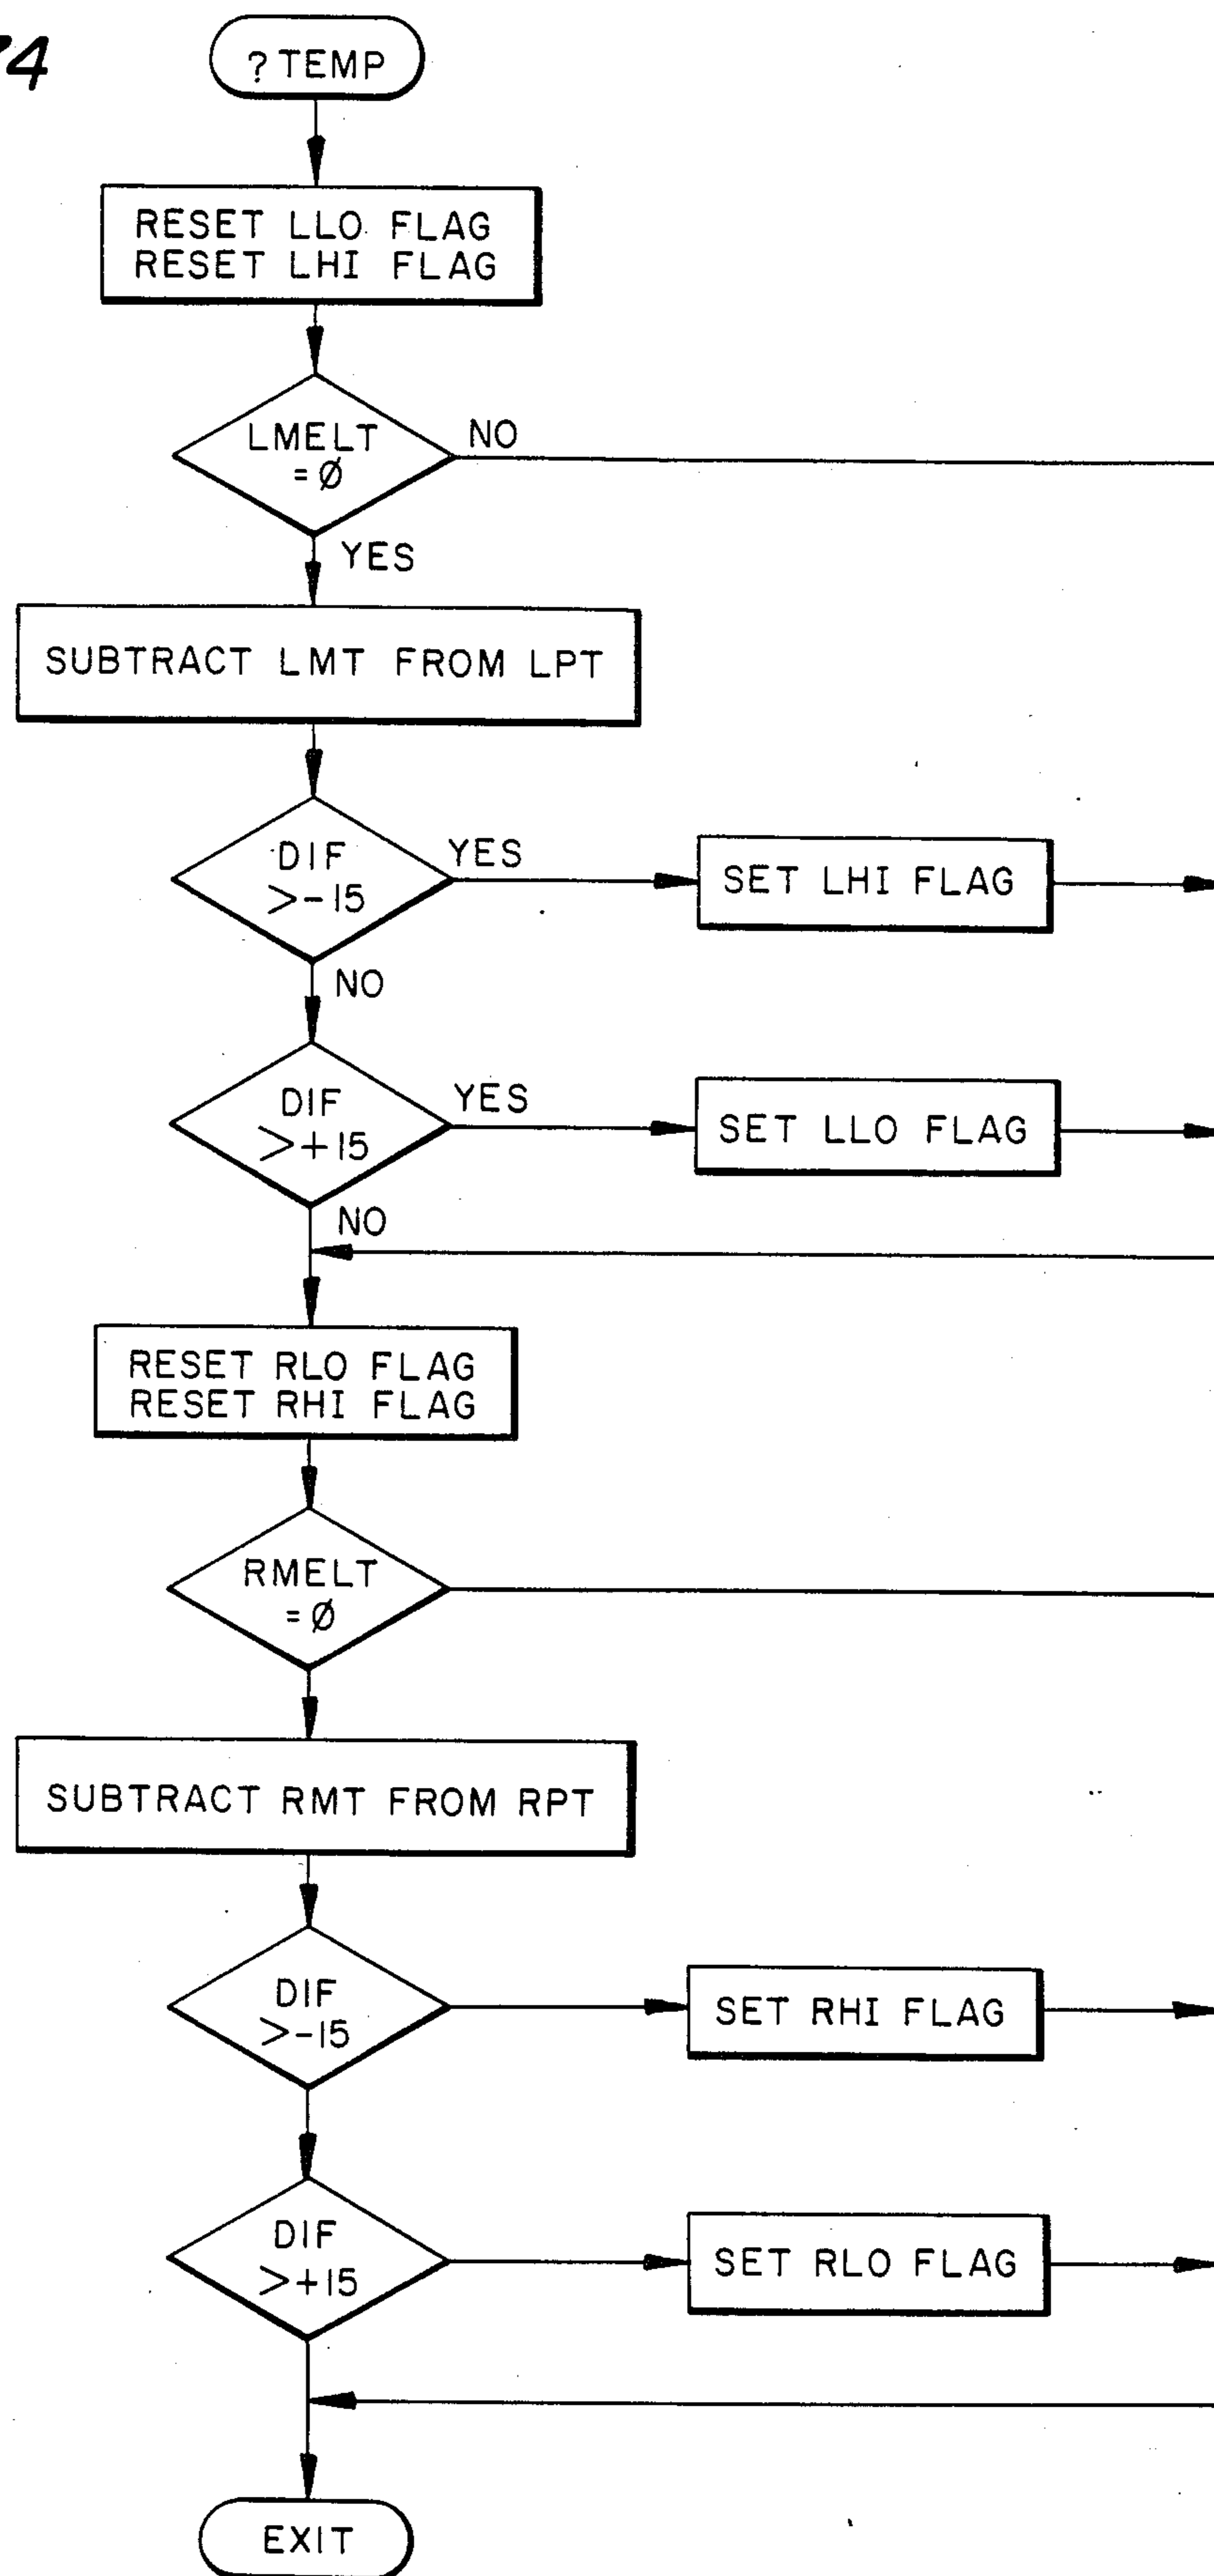 74
? TEMP
RESET LLO FLAG
RESET LHI FLAG
LMELT
= Ø
NO
YES
SUBTRACT LMT FROM LPT
DIF
>-15
YES
SET LHI FLAG
NO
DIF
>+15
YES
SET LLO FLAG
NO
RESET RLO FLAG
RESET RHI FLAG
RMELT
= Ø
SUBTRACT RMT FROM RPT
DIF
>-15
SET RHI FLAG
DIF
>+15
SET RLO FLAG
EXIT